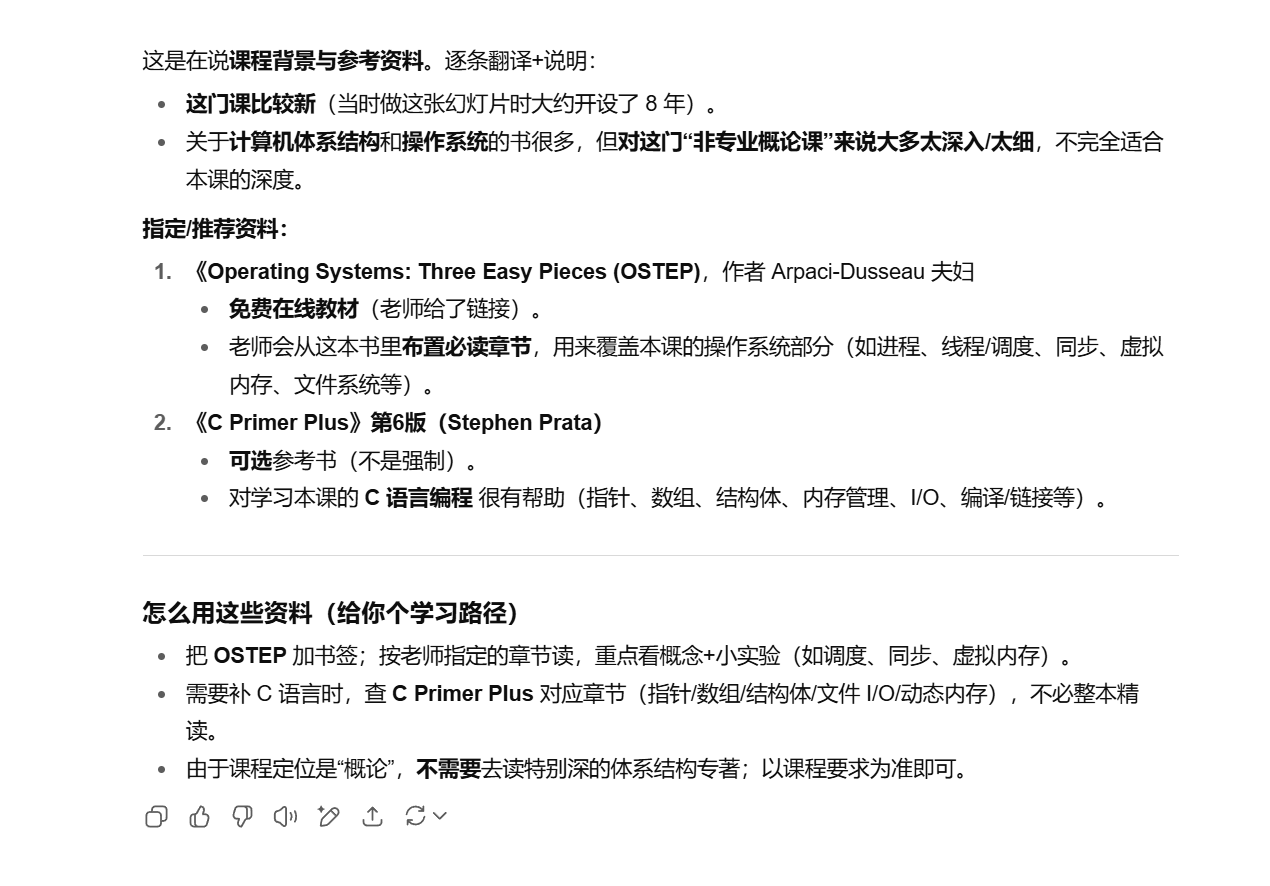 这是在说课程背景与参考资料。逐条翻译+说明：
• 这门课比较新（当时做这张幻灯片时大约开设了 8 年）。
• 关于计算机体系结构和操作系统的书很多，但对这门“非专业概论课”来说大多太深入/太细，不完全适合
本课的深度。
指定/推荐资料：
1. 《Operating Systems: Three Easy Pieces (OSTEP)，作者 Arpaci-Dusseau 夫妇
• 免费在线教材（老师给了链接）。
• 老师会从这本书里布置必读章节，用来覆盖本课的操作系统部分（如进程、线程/调度、同步、虚拟
内存、文件系统等）。
2. 《C Primer Plus》第6版（Stephen Prata）
• 可选参考书（不是强制）。
• 对学习本课的 C 语言编程 很有帮助（指针、数组、结构体、内存管理、I/O、编译/链接等）。
怎么用这些资料（给你个学习路径）
• 把 OSTEP 加书签；按老师指定的章节读，重点看概念+小实验（如调度、同步、虚拟内存）。
• 需要补 C 语言时，查 C Primer Plus 对应章节（指针/数组/结构体/文件 I/O/动态内存），不必整本精
读。
• 由于课程定位是“概论”，不需要去读特别深的体系结构专著；以课程要求为准即可。